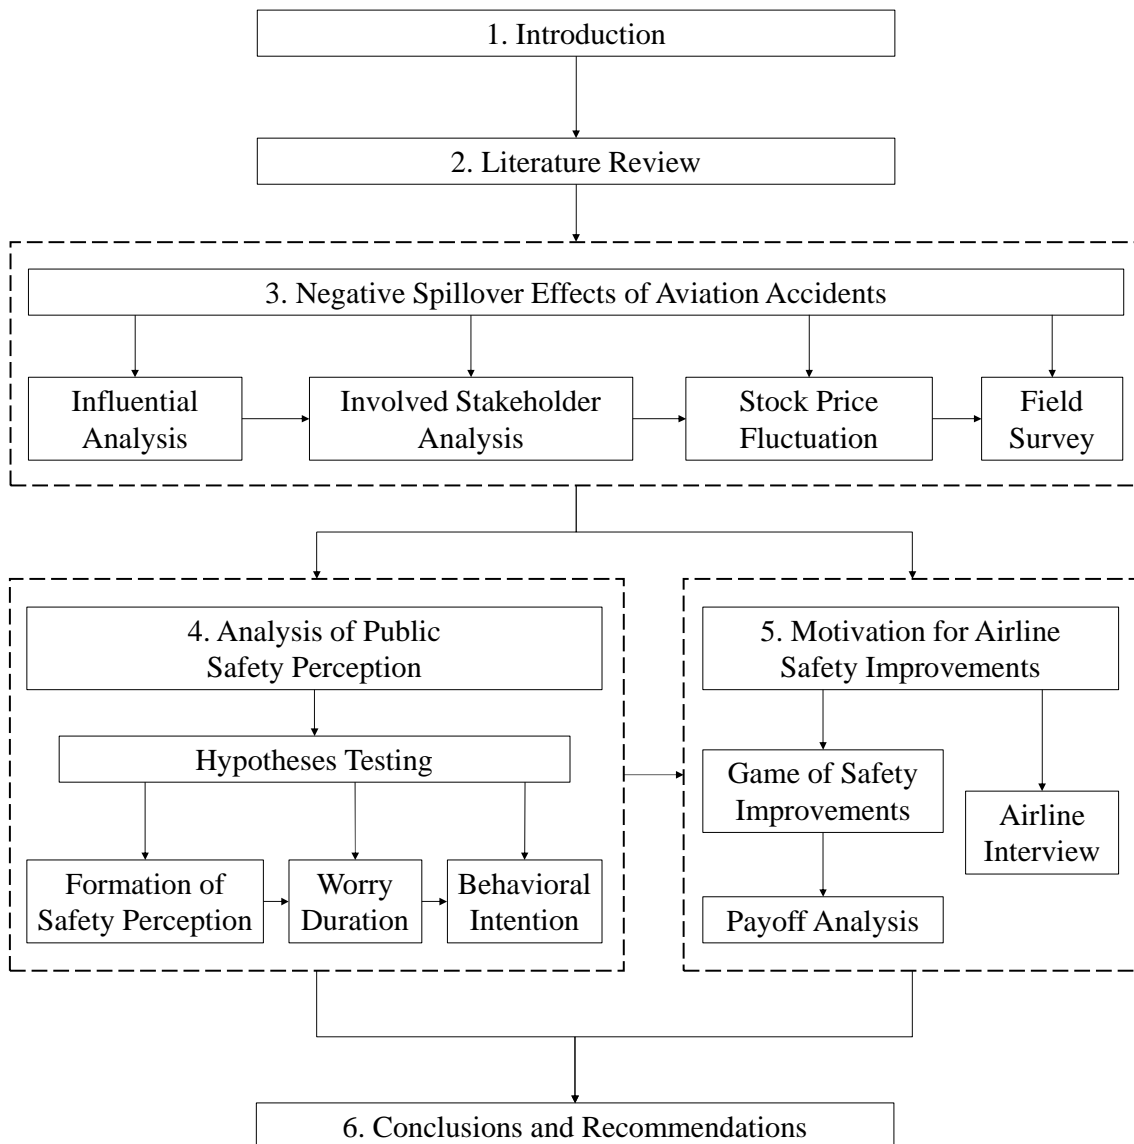 1. Introduction
2. Literature Review
3. Negative Spillover Effects of Aviation Accidents
Influential
Analysis
Involved Stakeholder
Analysis
Stock Price
Fluctuation
Field
Survey
4. Analysis of Public
Safety Perception
Hypotheses Testing
Formation of
Safety Perception
Worry
Duration
Behavioral
Intention
5. Motivation for Airline
Safety Improvements
Game of Safety
Improvements
Airline
Interview
Payoff Analysis
6. Conclusions and Recommendations